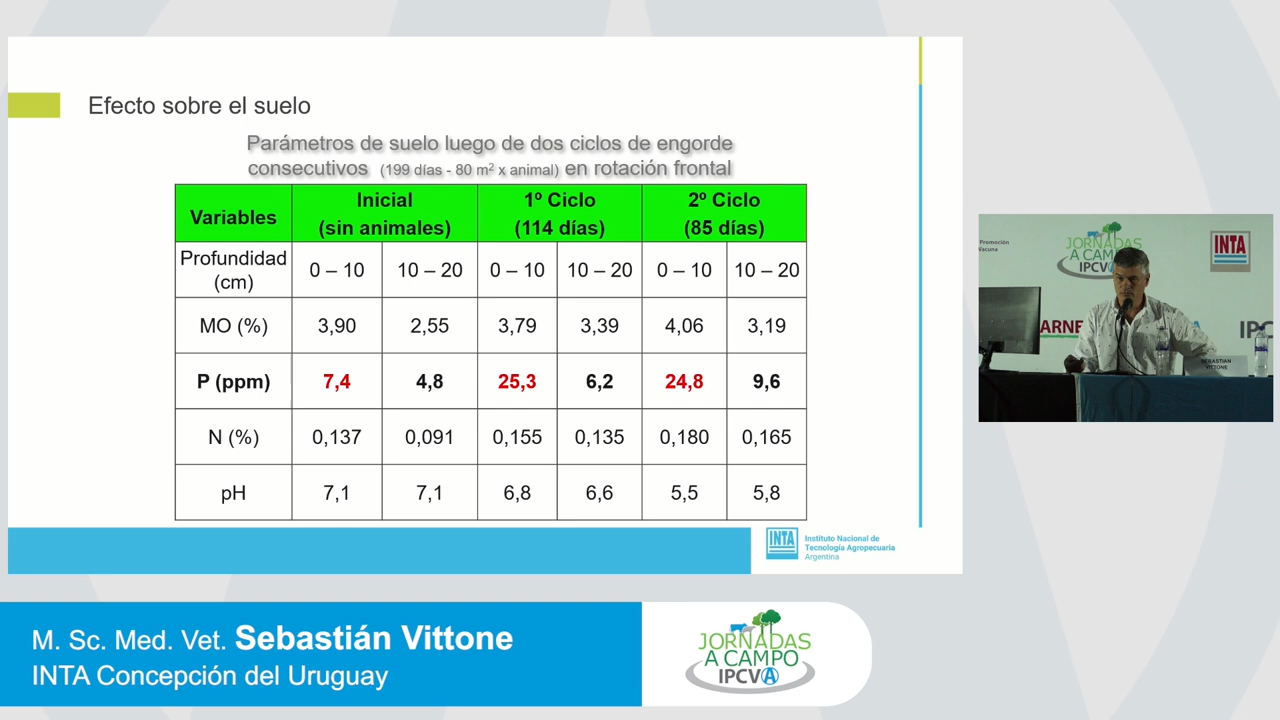 Efecto sobre el suelo
Parámetros de suelo luego de dos ciclos de engorde
consecutivos (199 días - 80 m² x animal) en rotación frontal
Variables Inicial (sin animales) 1º Ciclo (114 días) 2º Ciclo (85 días)
Profundidad (cm) 0 – 10 10 – 20 0 – 10 10 – 20 0 – 10 10 – 20
MO (%) 3,90 2,55 3,79 3,39 4,06 3,19
P (ppm) 7,4 4,8 25,3 6,2 24,8 9,6
N (%) 0,137 0,091 0,155 0,135 0,180 0,165
pH 7,1 7,1 6,8 6,6 5,5 5,8
INTA
Instituto Nacional de
Tecnología Agropecuaria
Argentina
Promoción
JORNADAS
A CAMPO
IPCVA
INTA
ARNE
IPC
SEBASTIAN
VITTONE
M. Sc. Med. Vet. Sebastián Vittone
INTA Concepción del Uruguay
JORNADAS
A CAMPO
IPCVA